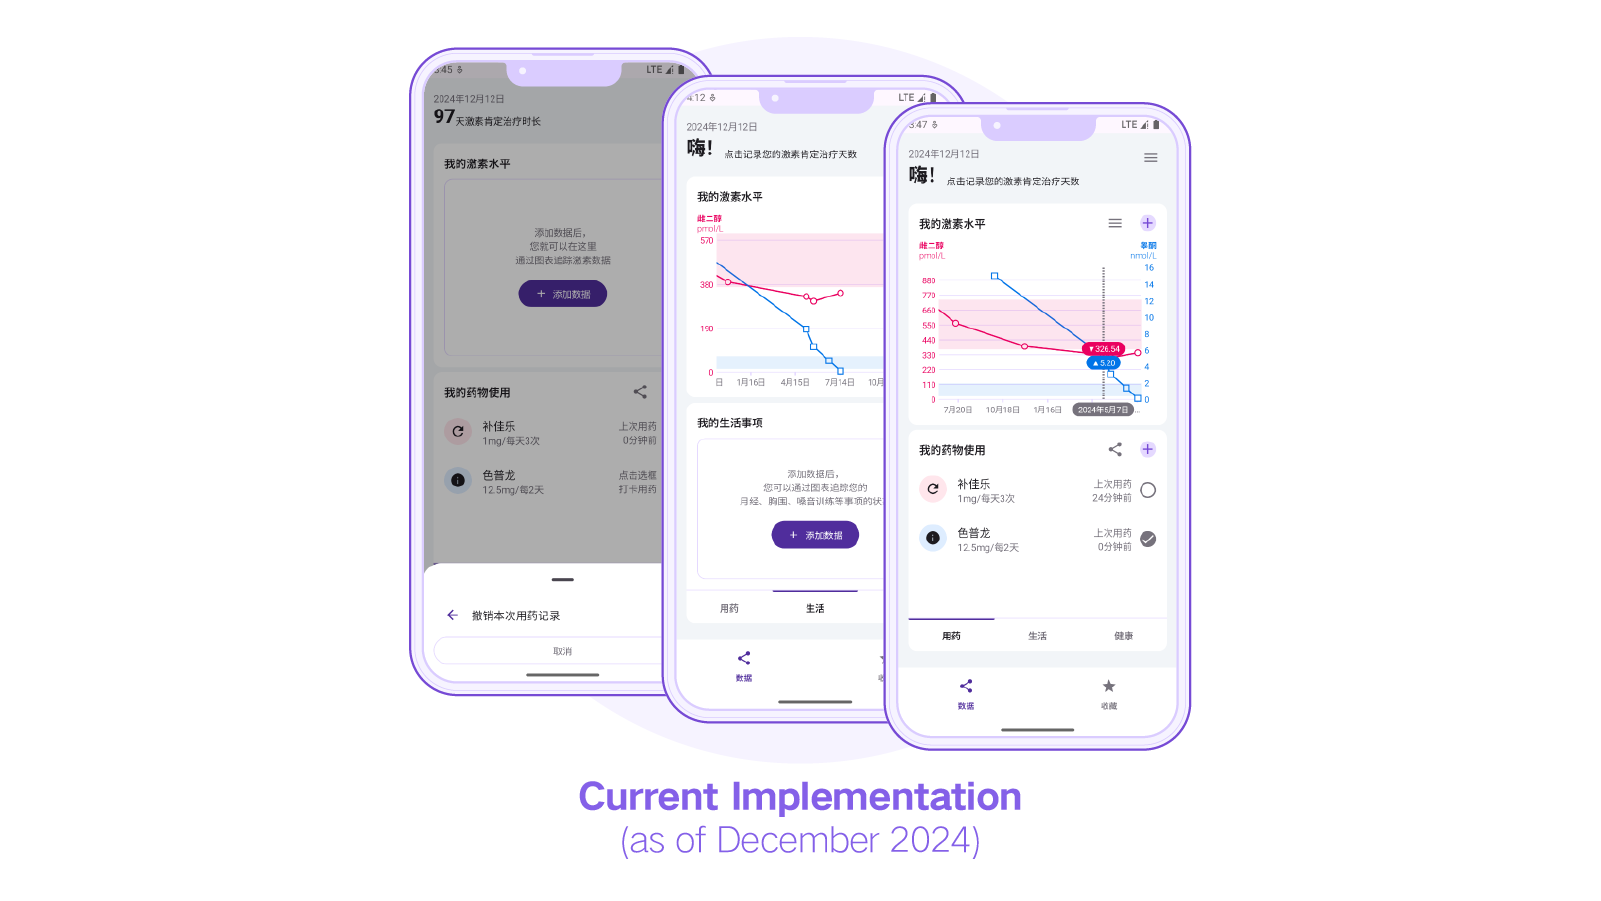 3:45
LTE
2024年12月12日
97天激素肯定治疗时长
我的激素水平
添加数据后，
您就可以在这里
通过图表追踪激素数据
+ 添加数据
我的药物使用
补佳乐
1mg/每天3次
上次用药
0分钟前
色普龙
12.5mg/每2天
点击选框
打卡用药
撤销本次用药记录
取消
4:12
LTE
2024年12月12日
嗨！
点击记录您的激素肯定治疗天数
我的激素水平
雌二醇
pmol/L
570
380
190
0
日 1月16日 4月15日 7月14日 10月
我的生活事项
添加数据后，
您可以通过图表追踪您的
月经、胸围、嗓音训练等事项的状
+ 添加数据
用药 生活
数据
3:47
LTE
2024年12月12日
嗨！
点击记录您的激素肯定治疗天数
我的激素水平
雌二醇
pmol/L
睾酮
nmol/L
880
770
660
550
440
330
220
110
0
16
14
12
10
8
6
4
2
0
▼326.54
▲5.20
7月20日 10月18日 1月16日 2024年6月7日 ...
我的药物使用
补佳乐
1mg/每天3次
上次用药
24分钟前
色普龙
12.5mg/每2天
上次用药
0分钟前
用药 生活 健康
数据 收藏
Current Implementation
(as of December 2024)